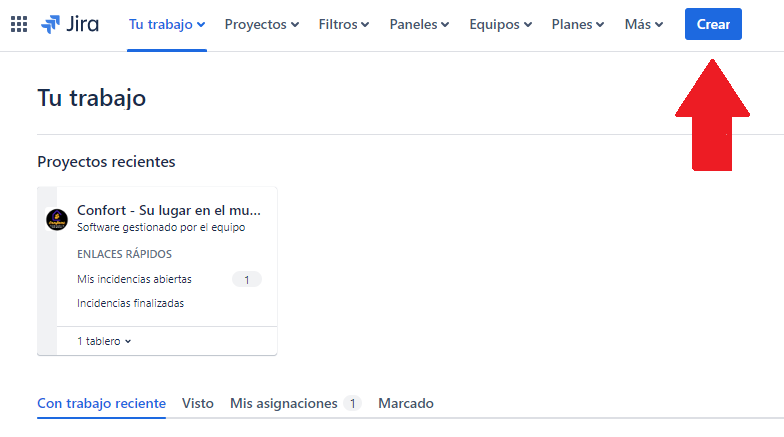 Jira Tu trabajo Proyectos Filtros Paneles Equipos Planes Más Crear
Tu trabajo
Proyectos recientes
Confort - Su lugar en el mu...
Software gestionado por el equipo
ENLACES RÁPIDOS
Mis incidencias abiertas 1
Incidencias finalizadas
1 tablero
Con trabajo reciente Visto Mis asignaciones 1 Marcado